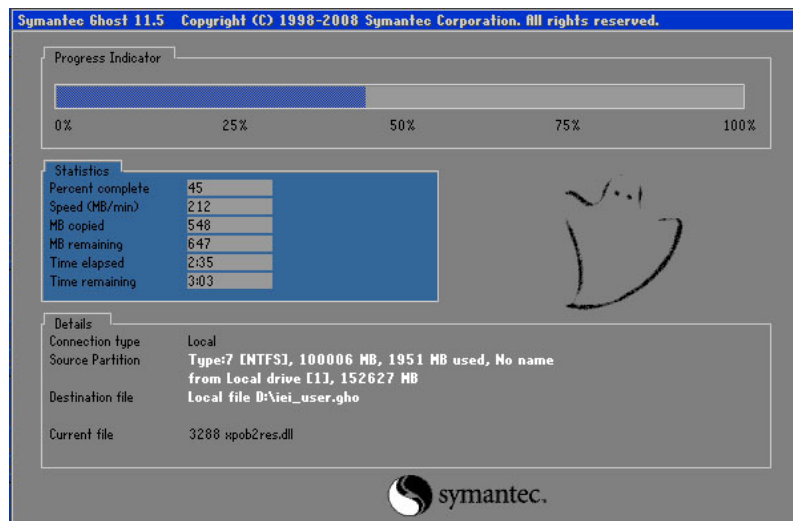 Symantec Ghost 11.5 Copyright (C) 1998-2008 Symantec Corporation. All rights reserved.
Progress Indicator
0% 25% 50% 75% 100%
Statistics
Percent complete 45
Speed (MB/min) 212
MB copied 548
MB remaining 647
Time elapsed 2:35
Time remaining 3:03
Details
Connection type Local
Source Partition Type:7 [NTFS], 100006 MB, 1951 MB used, No name
from Local drive [1], 152627 MB
Destination file Local file D:\iei_user.gho
Current file 3288 xpob2res.dll
symantec.